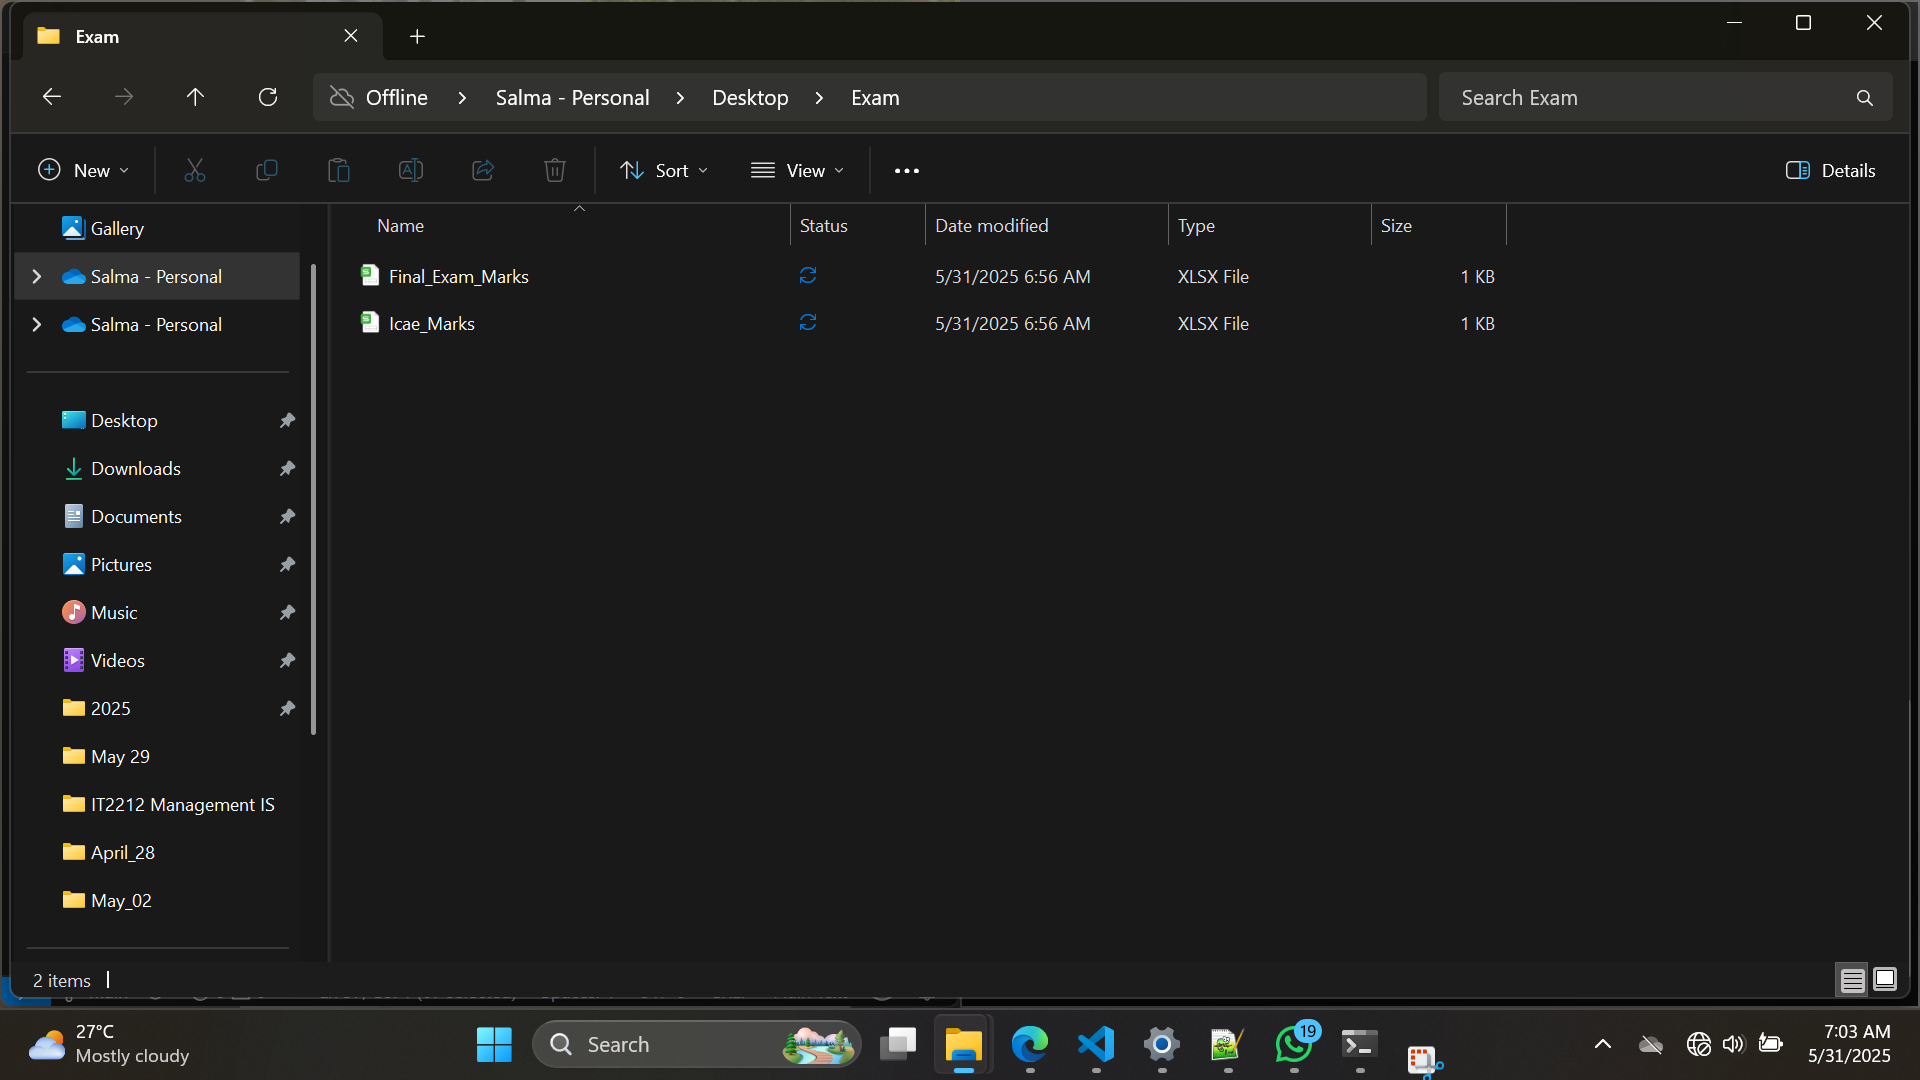 Exam
Offline > Salma - Personal > Desktop > Exam
Search Exam
New
Sort
View
Details
Gallery
Salma - Personal
Salma - Personal
Desktop
Downloads
Documents
Pictures
Music
Videos
2025
May 29
IT2212 Management IS
April_28
May_02
Name Status Date modified Type Size
Final_Exam_Marks 5/31/2025 6:56 AM XLSX File 1 KB
Icae_Marks 5/31/2025 6:56 AM XLSX File 1 KB
2 items
27°C
Mostly cloudy
Search
19
7:03 AM
5/31/2025